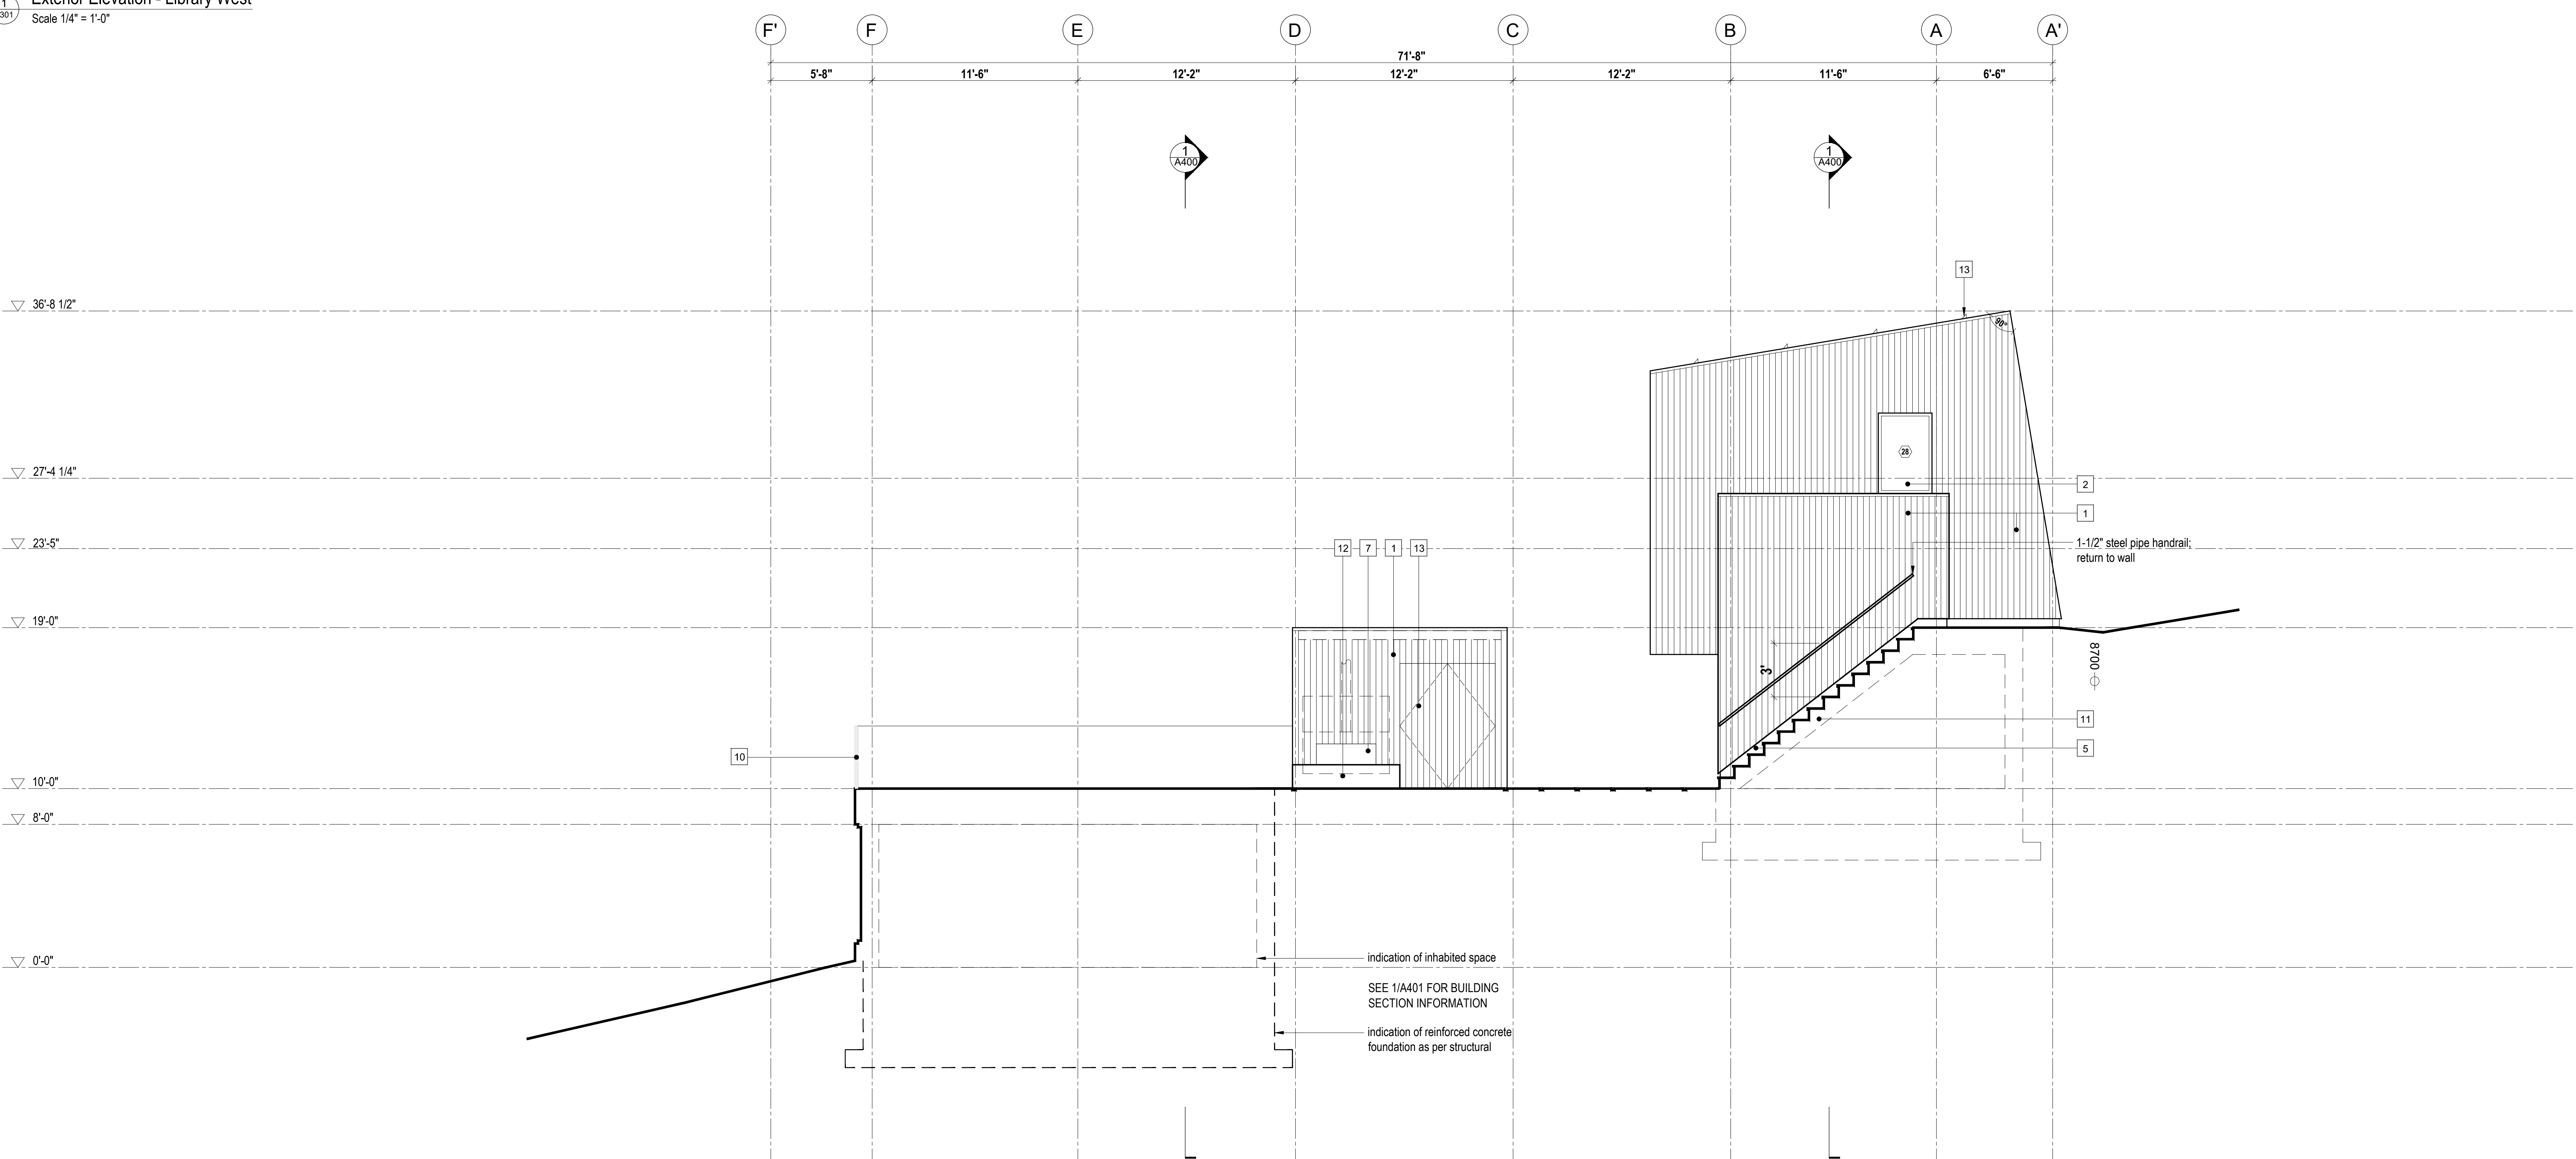 1
301
Exterior Elevation - Library West
Scale 1/4" = 1'-0"
F'
F
E
D
C
B
A
A'
71'-8"
5'-8"
11'-6"
12'-2"
12'-2"
12'-2"
11'-6"
6'-6"
1
A400
1
A400
13
36'-8 1/2"
90°
28
27'-4 1/4"
2
1
23'-5"
12
7
1
13
1-1/2" steel pipe handrail;
return to wall
19'-0"
8700
3'
11
5
10
10'-0"
8'-0"
0'-0"
indication of inhabited space
SEE 1/A401 FOR BUILDING
SECTION INFORMATION
indication of reinforced concrete
foundation as per structural